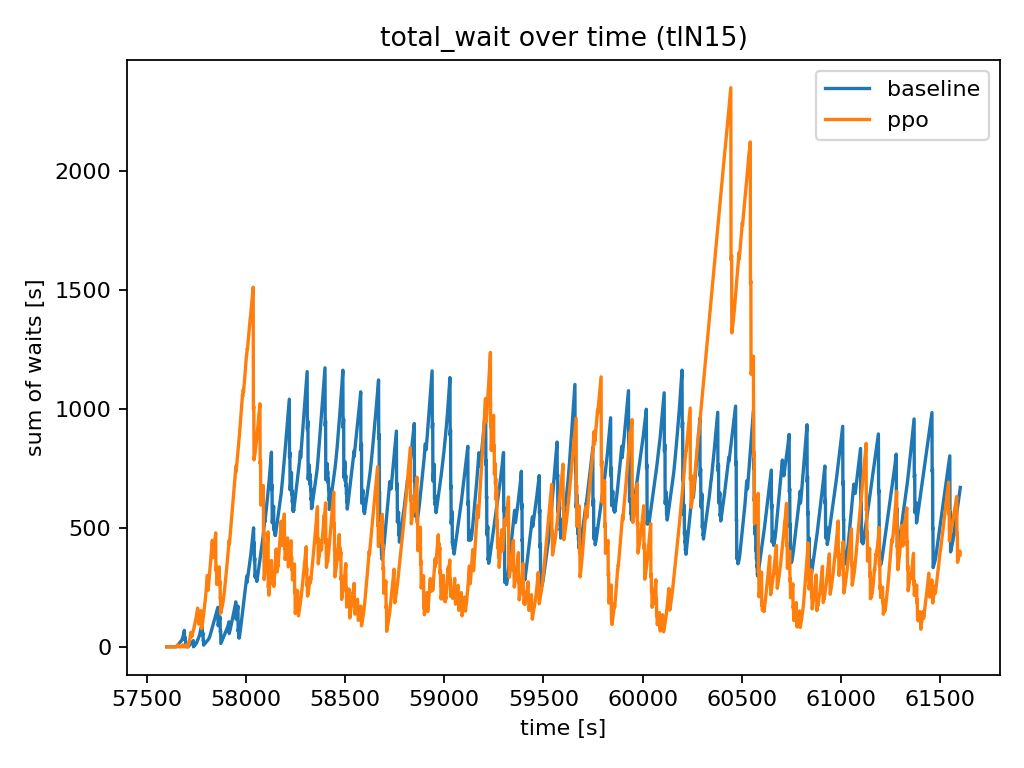 total_wait over time (tlN15)
baseline
ppo
sum of waits [s]
2000
1500
1000
500
0
57500 58000 58500 59000 59500 60000 60500 61000 61500
time [s]